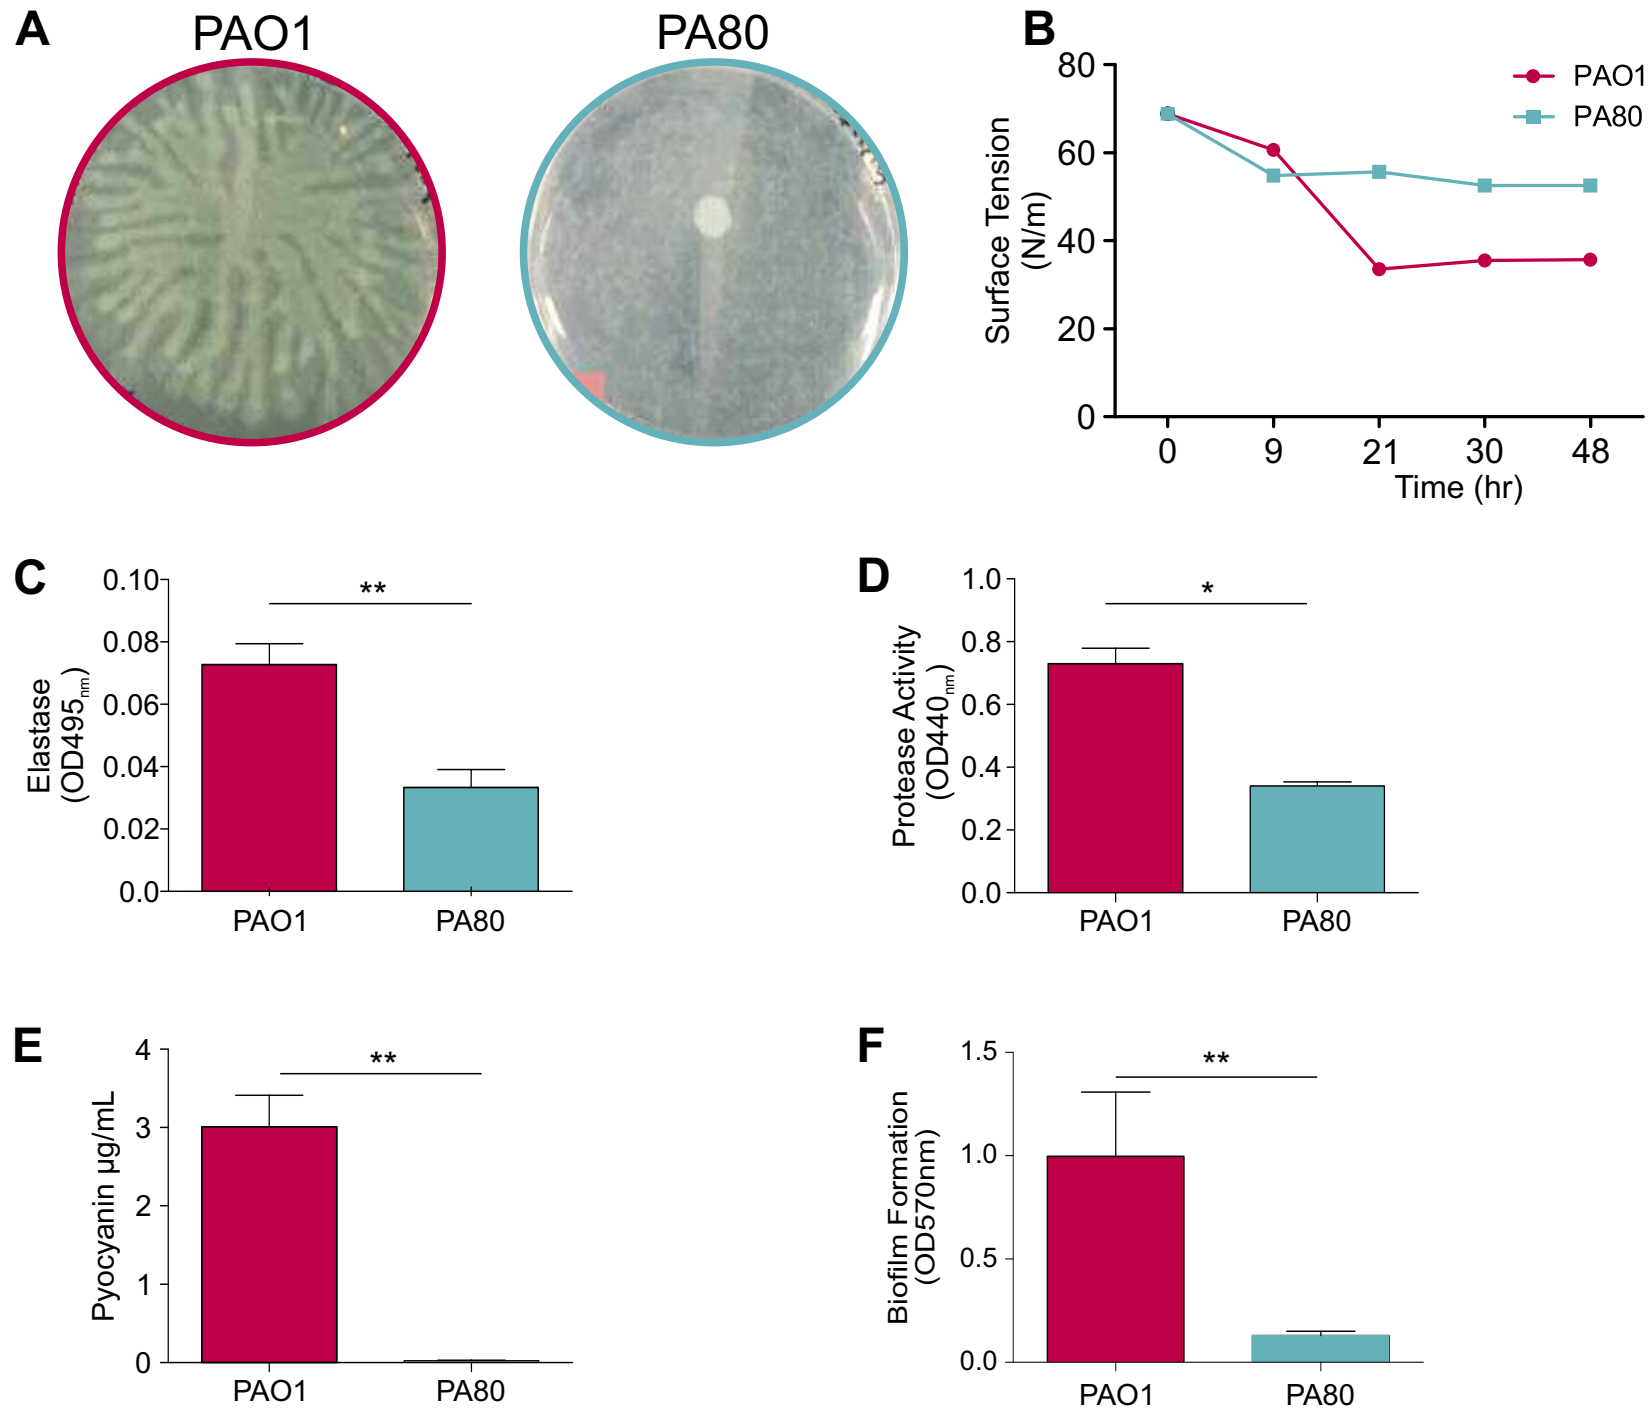 A
PAO1
PA80
B
80
60
40
20
0
Surface Tension
(N/m)
0 9 21 30 48
Time (hr)
PAO1
PA80
C
0.10
0.08
0.06
0.04
0.02
0.0
Elastase
(OD495nm)
**
PAO1 PA80
D
1.0
0.8
0.6
0.4
0.2
0.0
Protease Activity
(OD440nm)
*
PAO1 PA80
E
4
3
2
1
0
Pyocyanin µg/mL
**
PAO1 PA80
F
1.5
1.0
0.5
0.0
Biofilm Formation
(OD570nm)
**
PAO1 PA80